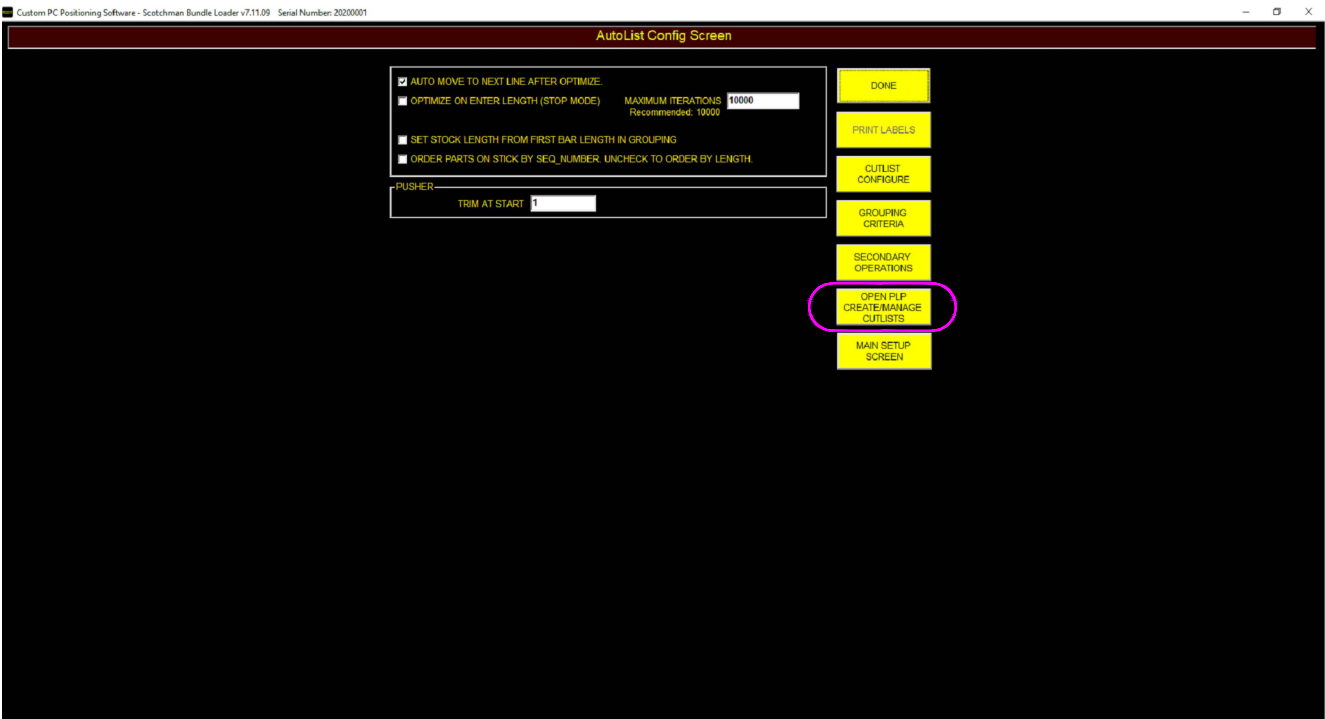 Custom PC Positioning Software - Scotchman Bundle Loader v7.11.09 Serial Number: 20200001
AutoList Config Screen
AUTO MOVE TO NEXT LINE AFTER OPTIMIZE.
OPTIMIZE ON ENTER LENGTH (STOP MODE)
MAXIMUM ITERATIONS 10000
Recommended: 10000
SET STOCK LENGTH FROM FIRST BAR LENGTH IN GROUPING
ORDER PARTS ON STICK BY SEQ_NUMBER. UNCHECK TO ORDER BY LENGTH.
PUSHER
TRIM AT START 1
DONE
PRINT LABELS
CUTLIST
CONFIGURE
GROUPING
CRITERIA
SECONDARY
OPERATIONS
OPEN PLP
CREATE/MANAGE
CUTLISTS
MAIN SETUP
SCREEN